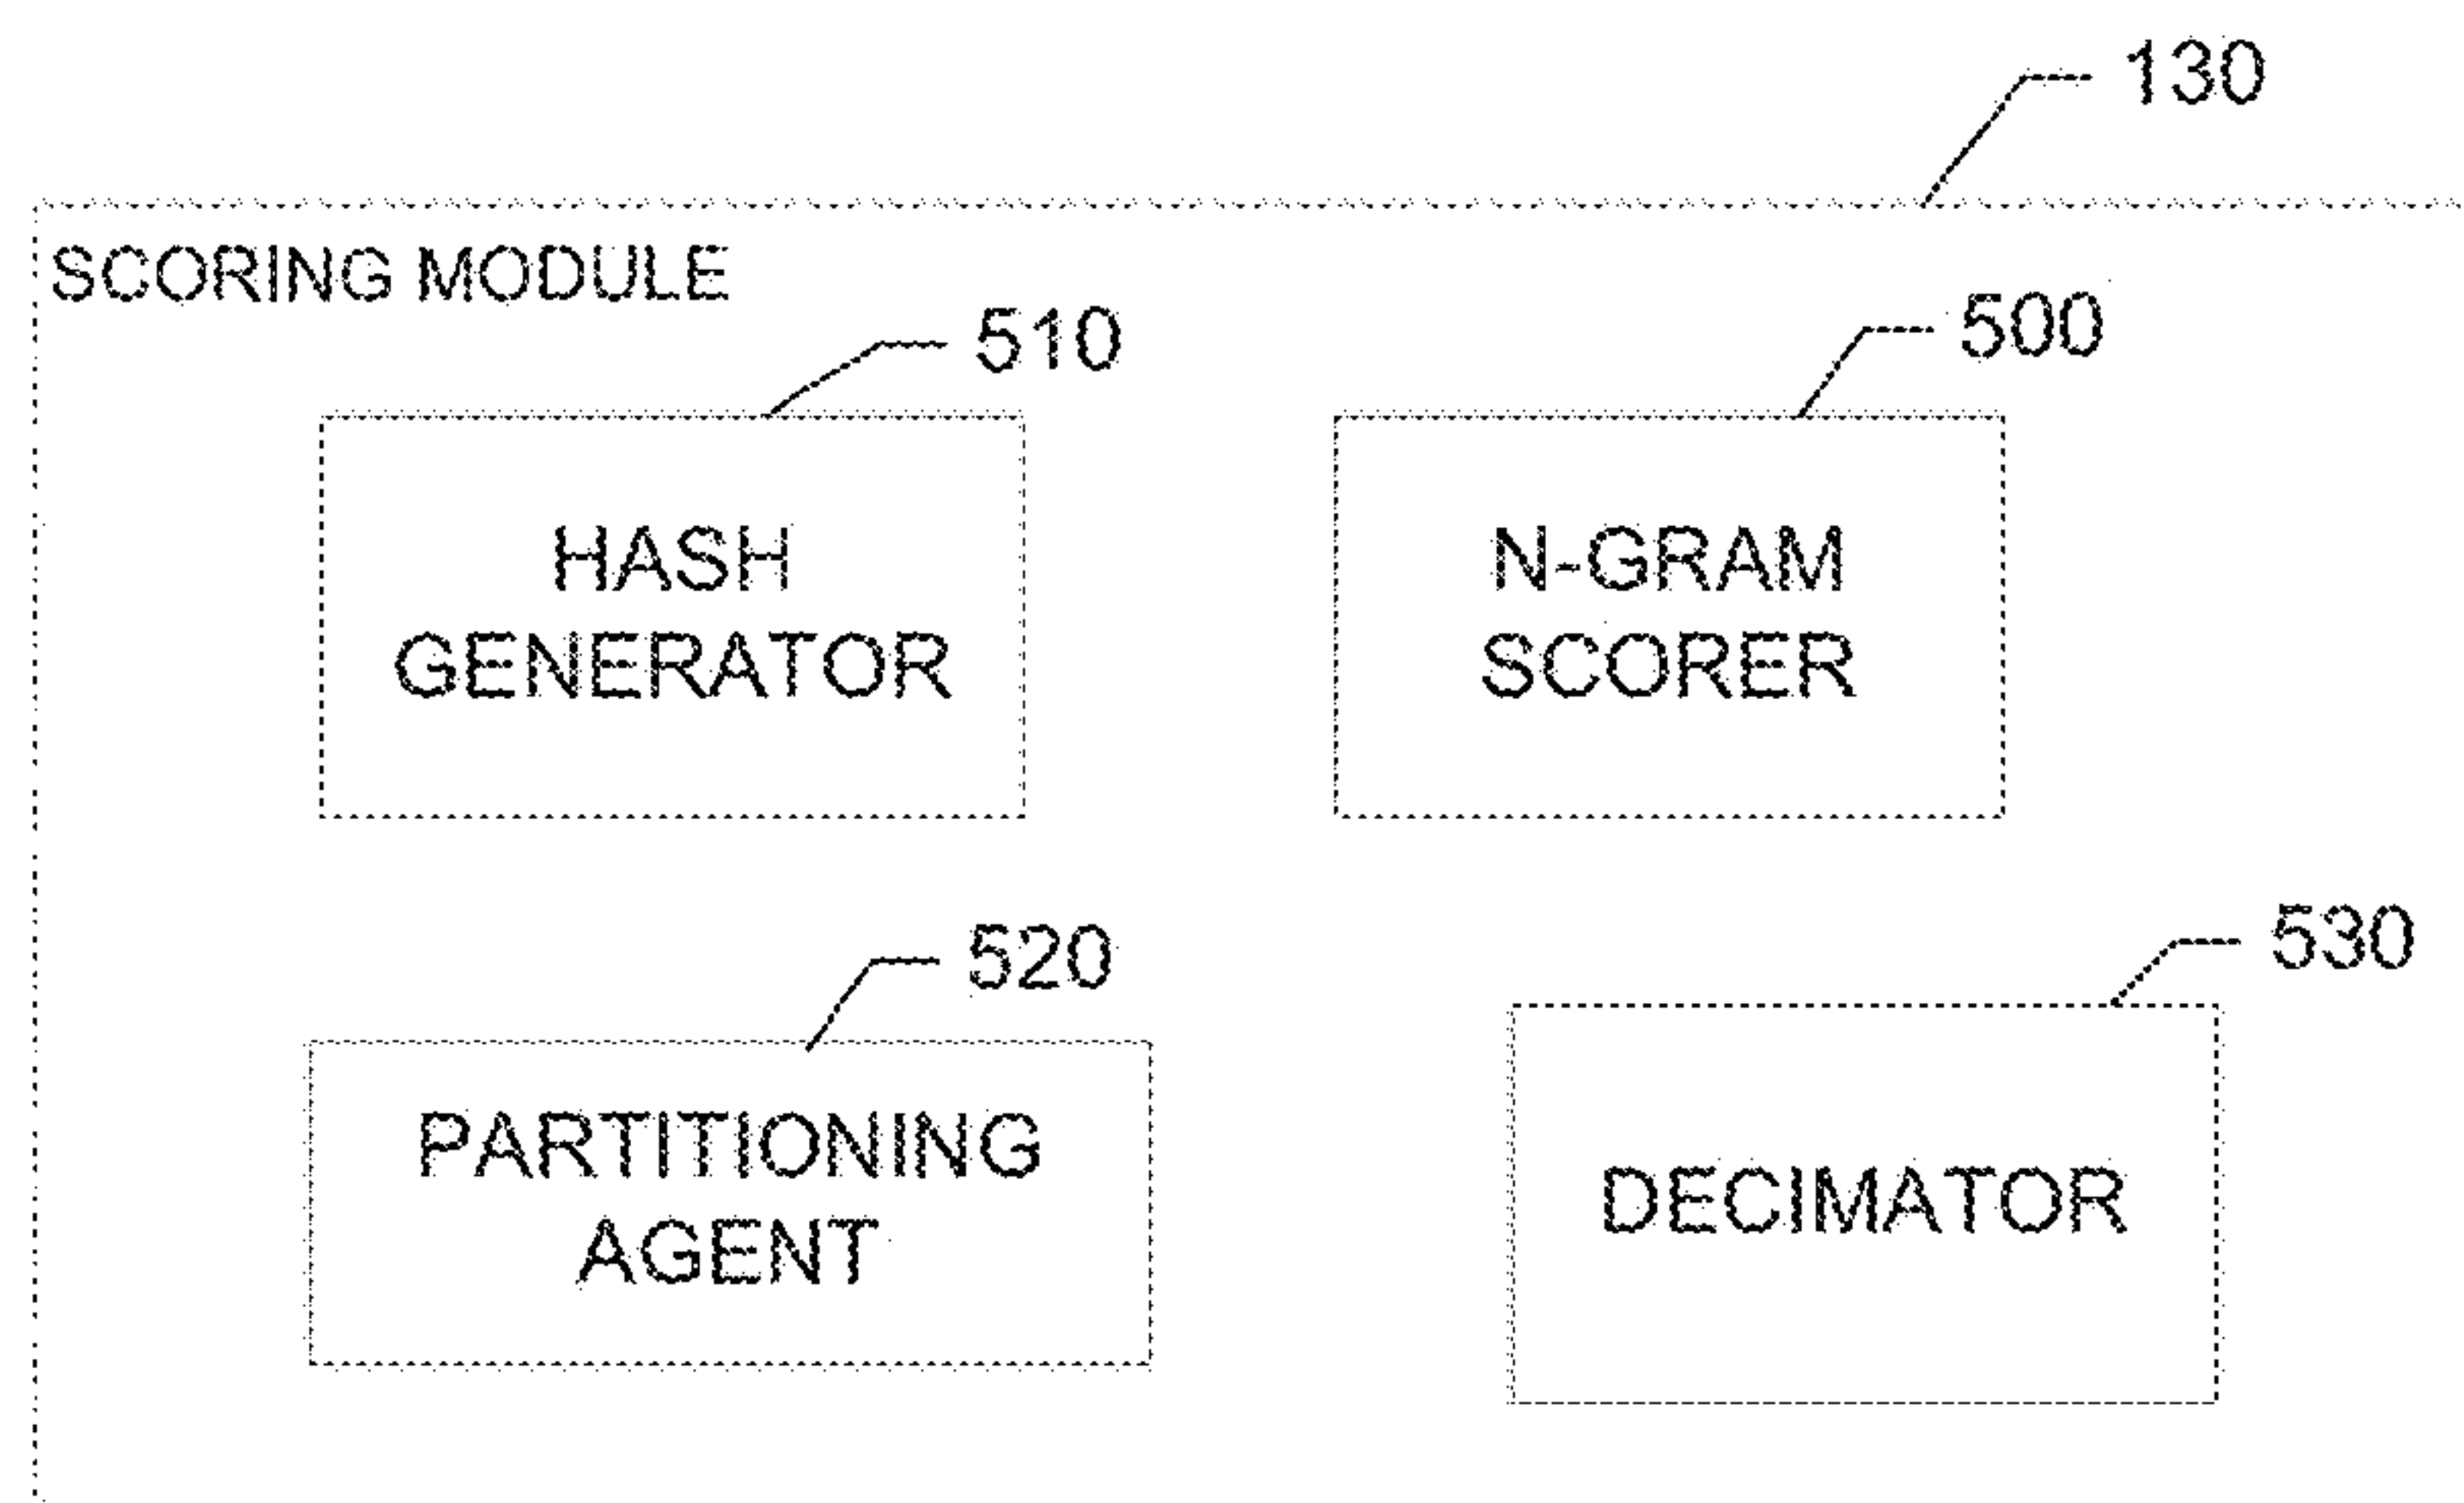 130
SCORING MODULE
510
500
HASH
GENERATOR
N-GRAM
SCORER
520
530
PARTITIONING
AGENT
DECIMATOR